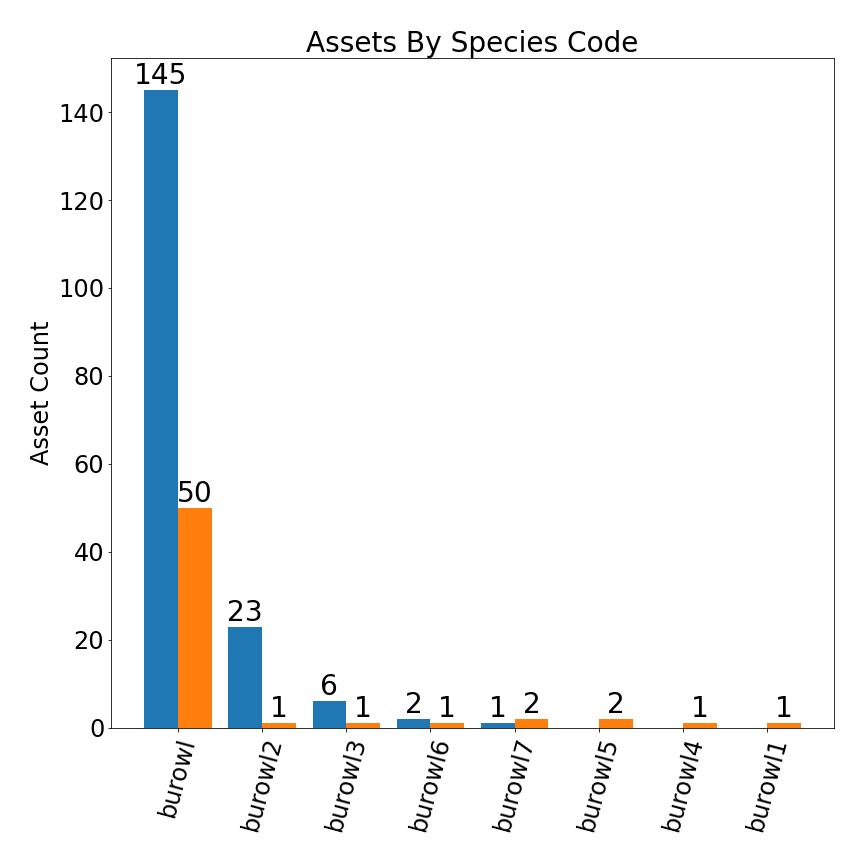 Assets By Species Code
Asset Count
140
120
100
80
60
40
20
0
145
50
23
1
6
1
2
1
1
2
2
1
1
burowl
burowl2
burowl3
burowl6
burowl7
burowl5
burowl4
burowl1